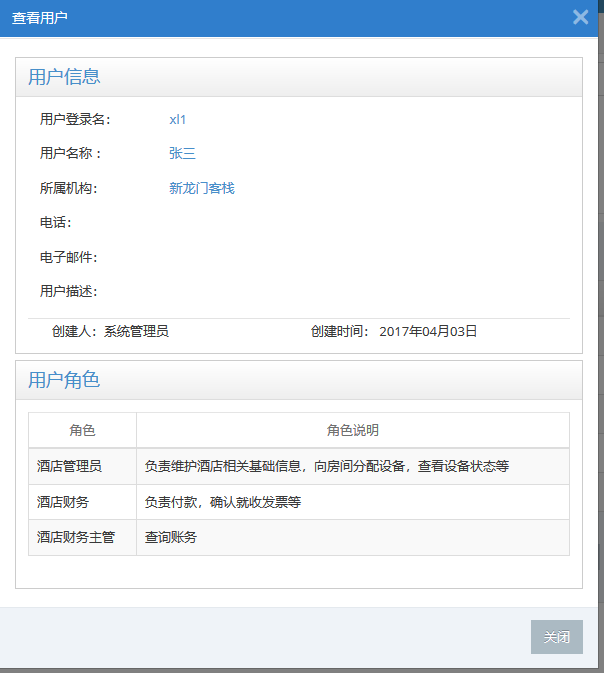 查看用户
用户信息
用户登录名： xl1
用户名称 ： 张三
所属机构： 新龙门客栈
电话：
电子邮件：
用户描述：
创建人：系统管理员 创建时间： 2017年04月03日
用户角色
角色 角色说明
酒店管理员 负责维护酒店相关基础信息，向房间分配设备，查看设备状态等
酒店财务 负责付款，确认就收发票等
酒店财务主管 查询账务
关闭